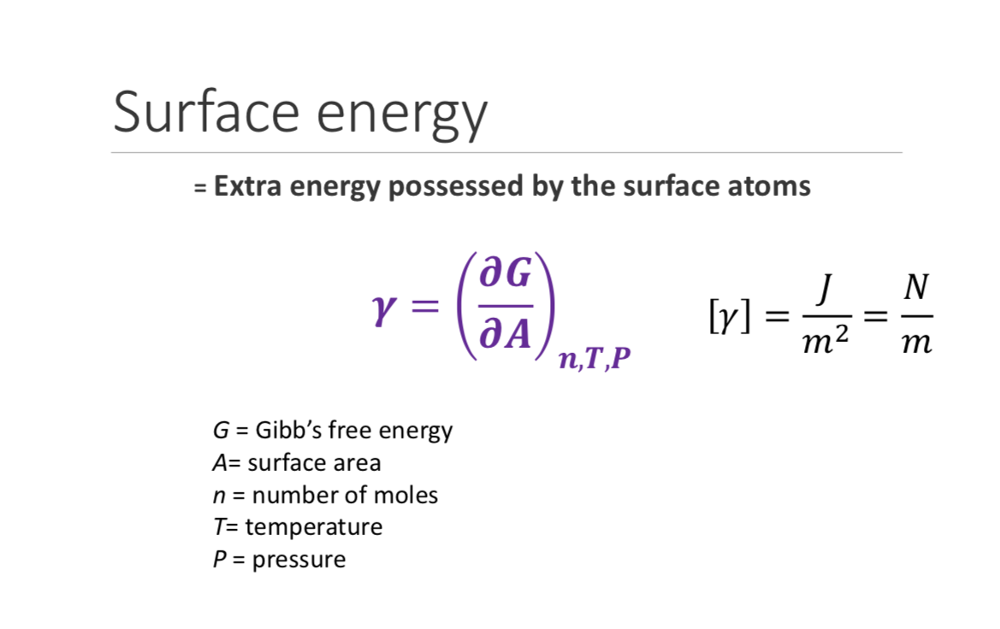 Surface energy
= Extra energy possessed by the surface atoms
γ = (∂G/∂A)n,T,P [γ] = J/m² = N/m
G = Gibb’s free energy
A= surface area
n = number of moles
T= temperature
P = pressure